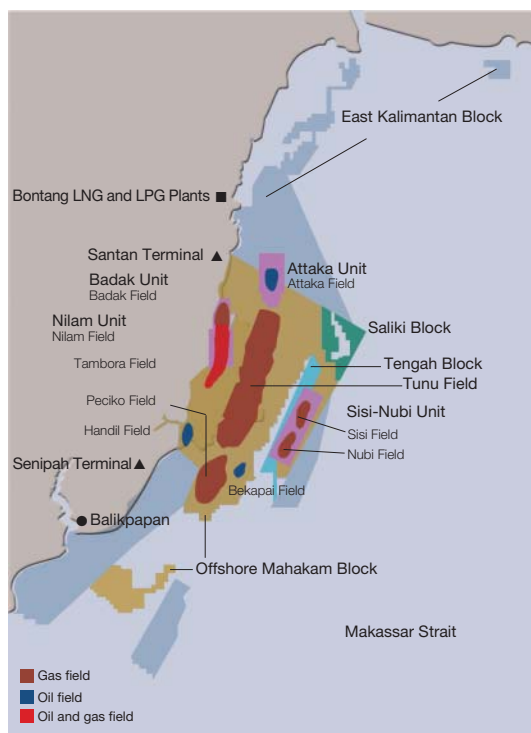 East Kalimantan Block
Bontang LNG and LPG Plants
Santan Terminal
Badak Unit
Badak Field
Attaka Unit
Attaka Field
Nilam Unit
Nilam Field
Saliki Block
Tambora Field
Tengah Block
Tunu Field
Peciko Field
Sisi-Nubi Unit
Handil Field
Sisi Field
Nubi Field
Senipah Terminal
Bekapai Field
Balikpapan
Offshore Mahakam Block
Makassar Strait
Gas field
Oil field
Oil and gas field